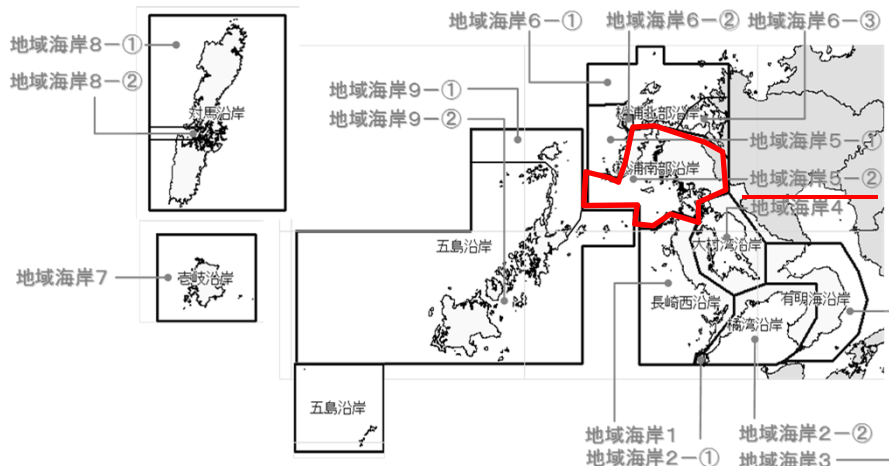 地域海岸6-①
地域海岸6-②
地域海岸6-③
地域海岸8-①
地域海岸8-②
対馬沿岸
地域海岸9-①
地域海岸9-②
松浦北部沿岸
地域海岸5-①
松浦南部沿岸
地域海岸5-②
地域海岸4
大村湾沿岸
五島沿岸
地域海岸7
壱岐沿岸
長崎西沿岸
有明海沿岸
橘湾沿岸
五島沿岸
地域海岸1
地域海岸2-①
地域海岸2-②
地域海岸3